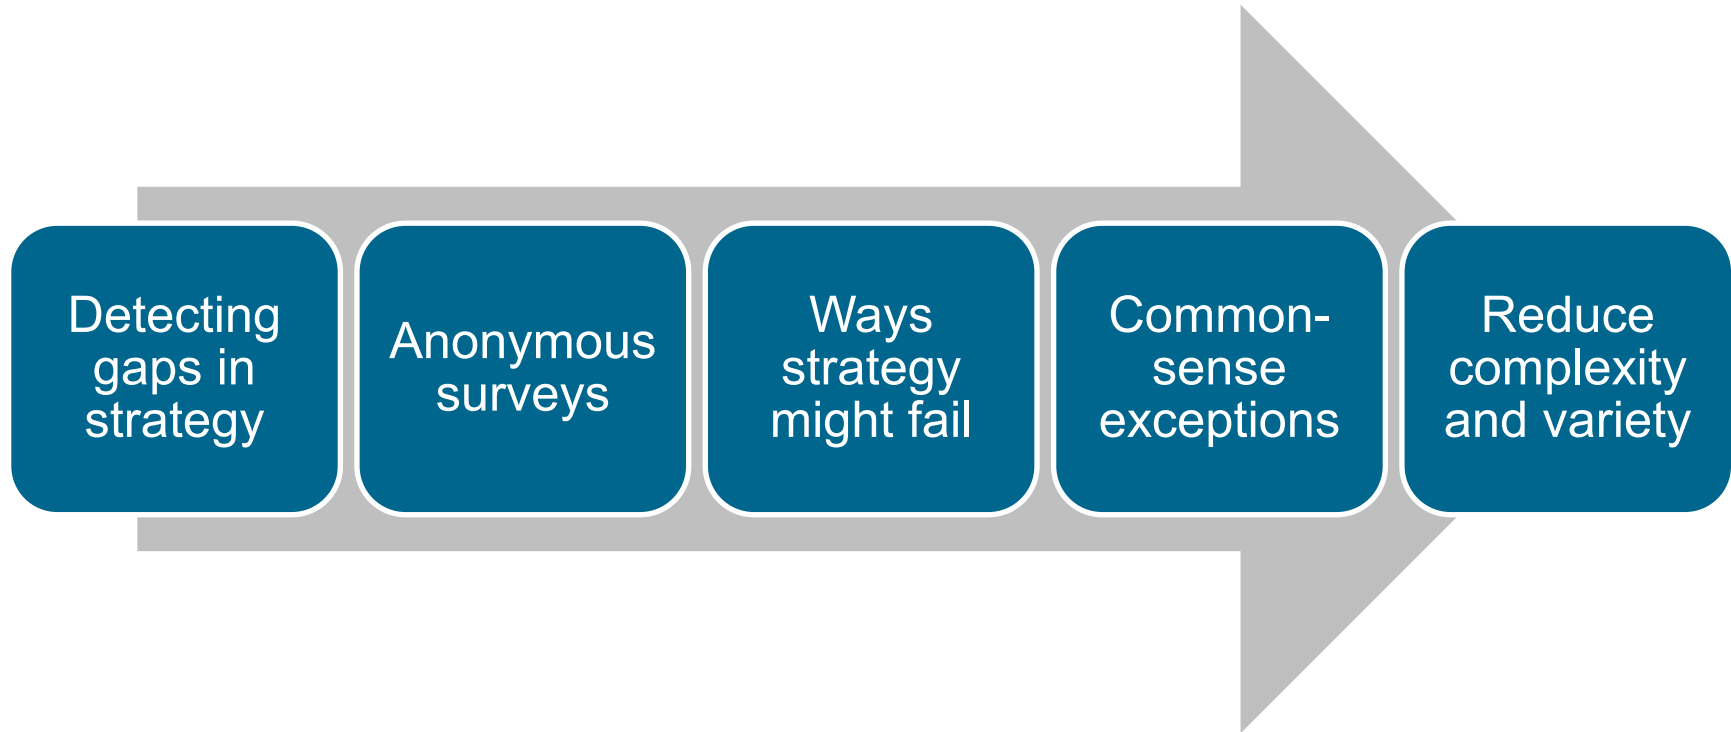 Detecting
gaps in
strategy
Anonymous
surveys
Ways
strategy
might fail
Common-
sense
exceptions
Reduce
complexity
and variety